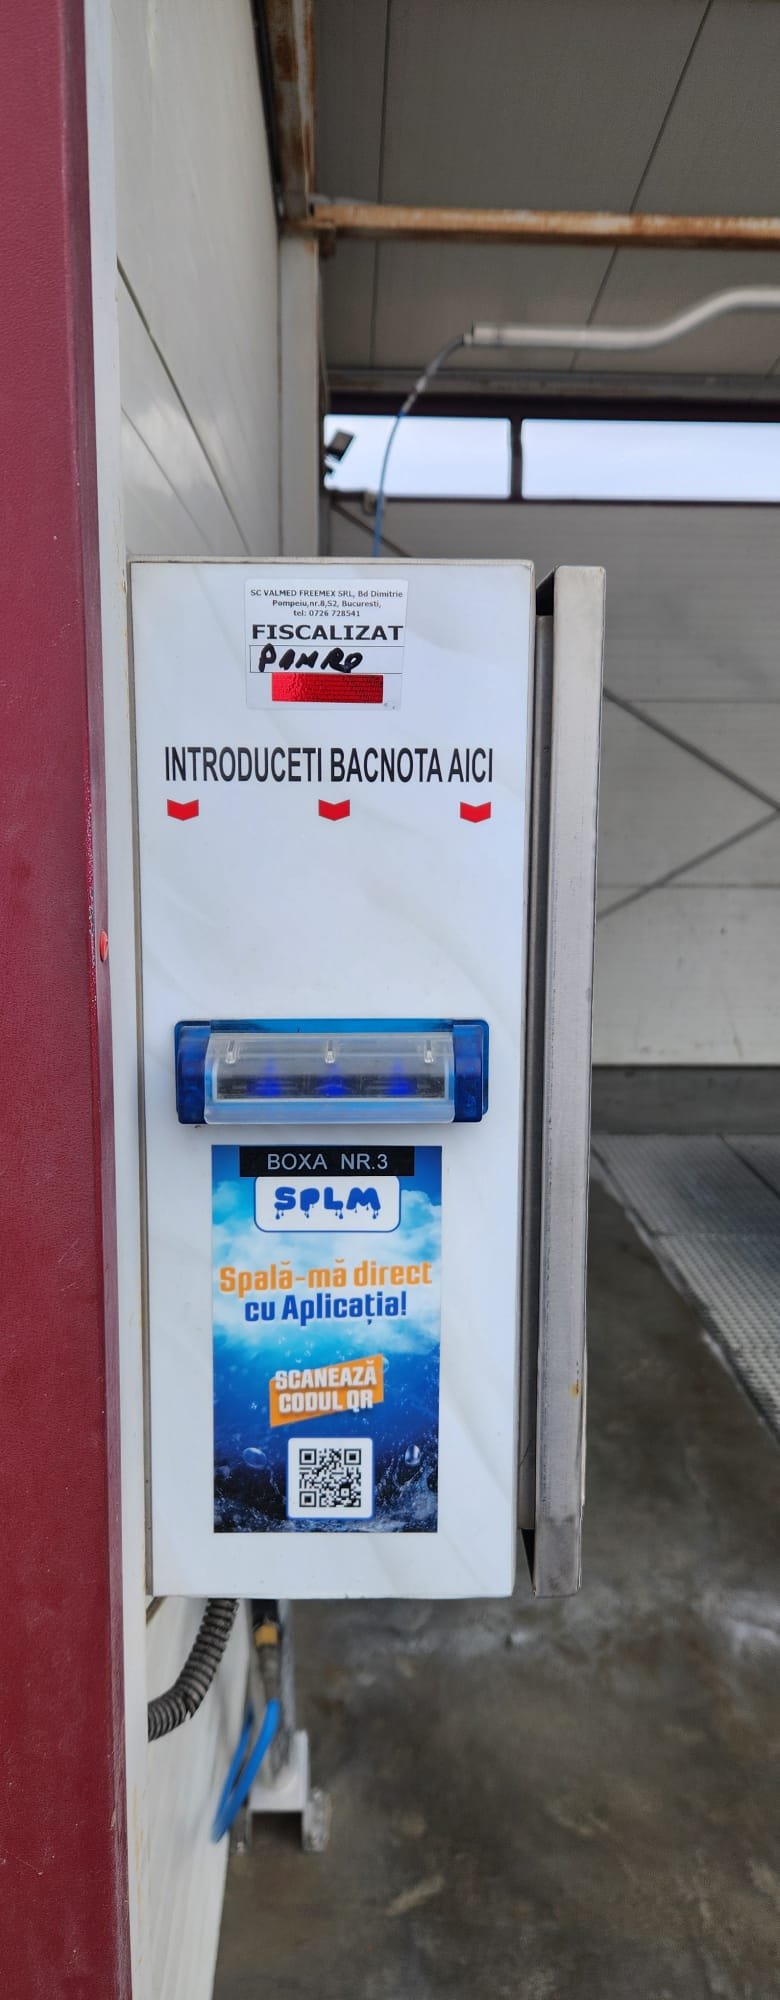 SC VALMED FREEMEX SRL, Bd Dimitrie
Pompeiu,nr.8,S2, Bucuresti,
tel: 0726 728541
FISCALIZAT
INTRODUCETI BACNOTA AICI
BOXA NR.3
SPLM
Spală-mă direct
cu Aplicația!
SCANEAZĂ
CODUL QR